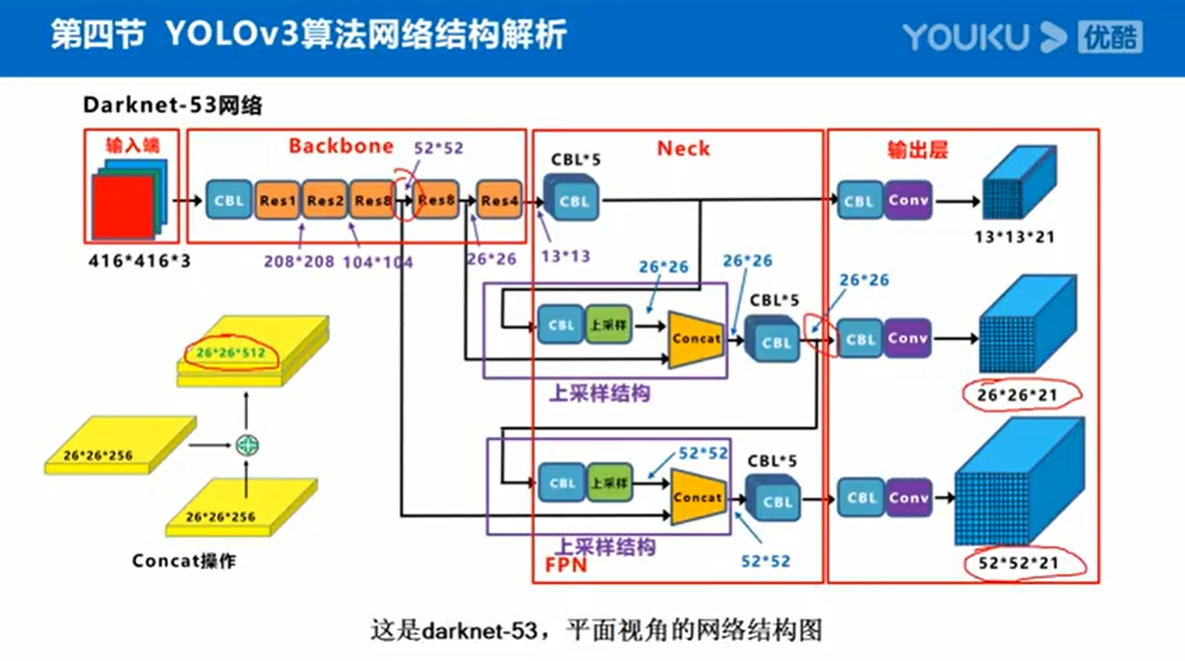 第四节 YOLOv3算法网络结构解析
YOUKU 优酷
Darknet-53网络
输入端
Backbone
52*52
CBL*5
Neck
输出层
CBL
Res1
Res2
Res8
Res8
Res4
CBL
CBL
Conv
416*416*3
208*208
104*104
26*26
13*13
13*13*21
26*26
26*26
26*26
CBL*5
CBL
上采样
Concat
CBL
CBL
Conv
上采样结构
26*26*21
26*26*512
26*26*256
26*26*256
Concat操作
52*52
CBL*5
CBL
上采样
Concat
CBL
CBL
Conv
上采样结构
FPN
52*52
52*52*21
这是darknet-53，平面视角的网络结构图